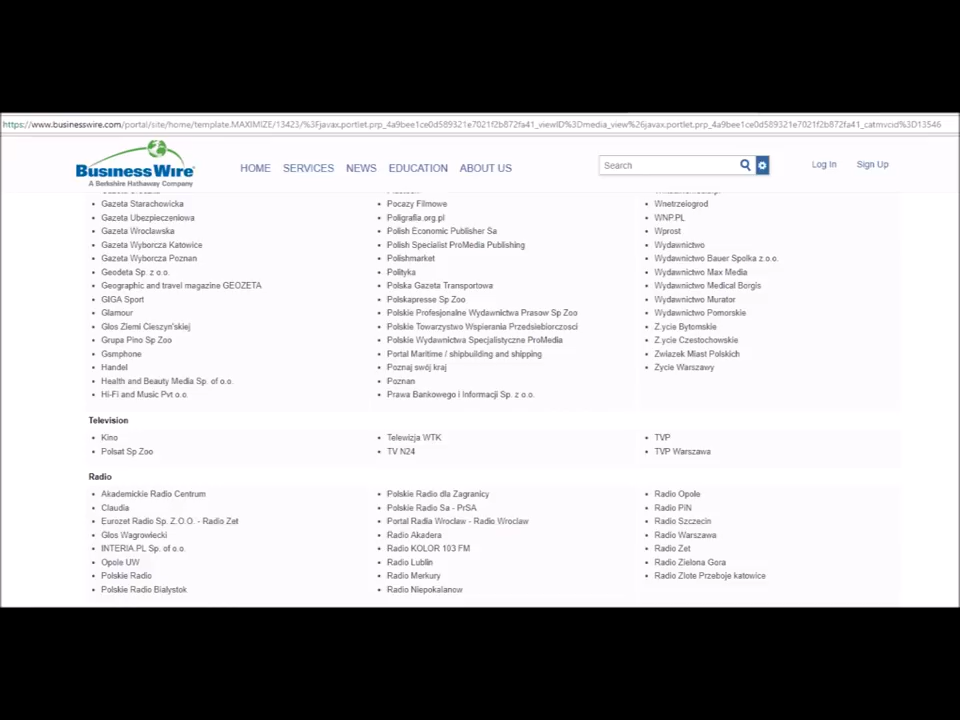 https://www.businesswire.com/portal/site/home/template.MAXIMIZE/13423/%3Fjavax.portlet.prp_4a9bee1ce0d589321e7021f2b872fa41_viewID%3Dmedia_view%26javax.portlet.prp_4a9bee1ce0d589321e7021f2b872fa41_catmvcid%3D13546
BUSINESS WIRE
A Berkshire Hathaway Company
HOME SERVICES NEWS EDUCATION ABOUT US
Search
Log In Sign Up
Gazeta Starachowicka
Gazeta Ubezpieczeniowa
Gazeta Wroclawska
Gazeta Wyborcza Katowice
Gazeta Wyborcza Poznan
Geodeta Sp. z o.o.
Geographic and travel magazine GEOZETA
GIGA Sport
Glamour
Glos Ziemi Cieszyn'skiej
Grupa Pino Sp Zoo
Gsmphone
Handel
Health and Beauty Media Sp. of o.o.
Hi-Fi and Music Pvt o.o.
Pocazy Filmowe
Poligrafia.org.pl
Polish Economic Publisher Sa
Polish Specialist ProMedia Publishing
Polishmarket
Polityka
Polska Gazeta Transportowa
Polskapresse Sp Zoo
Polskie Profesjonalne Wydawnictwa Prasow Sp Zoo
Polskie Towarzystwo Wspierania Przedsiebiorczosci
Polskie Wydawnictwa Specjalistyczne ProMedia
Portal Maritime / shipbuilding and shipping
Poznaj swój kraj
Poznan
Prawa Bankowego i Informacji Sp. z o.o.
Wnetrzeiogrod
WNP.PL
Wprost
Wydawnictwo
Wydawnictwo Bauer Spolka z.o.o.
Wydawnictwo Max Media
Wydawnictwo Medical Borgis
Wydawnictwo Murator
Wydawnictwo Pomorskie
Z.ycie Bytomskie
Z.ycie Czestochowskie
Zwiazek Miast Polskich
Zycie Warszawy
Television
Kino
Polsat Sp Zoo
Telewizja WTK
TV N24
TVP
TVP Warszawa
Radio
Akademickie Radio Centrum
Claudia
Eurozet Radio Sp. Z.O.O. - Radio Zet
Glos Wagrowiecki
INTERIA.PL Sp. of o.o.
Opole UW
Polskie Radio
Polskie Radio Białystok
Polskie Radio dla Zagranicy
Polskie Radio Sa - PrSA
Portal Radia Wroclaw - Radio Wroclaw
Radio Akadera
Radio KOLOR 103 FM
Radio Lublin
Radio Merkury
Radio Niepokalanow
Radio Opole
Radio PIN
Radio Szczecin
Radio Warszawa
Radio Zet
Radio Zielona Gora
Radio Zlote Przeboje katowice